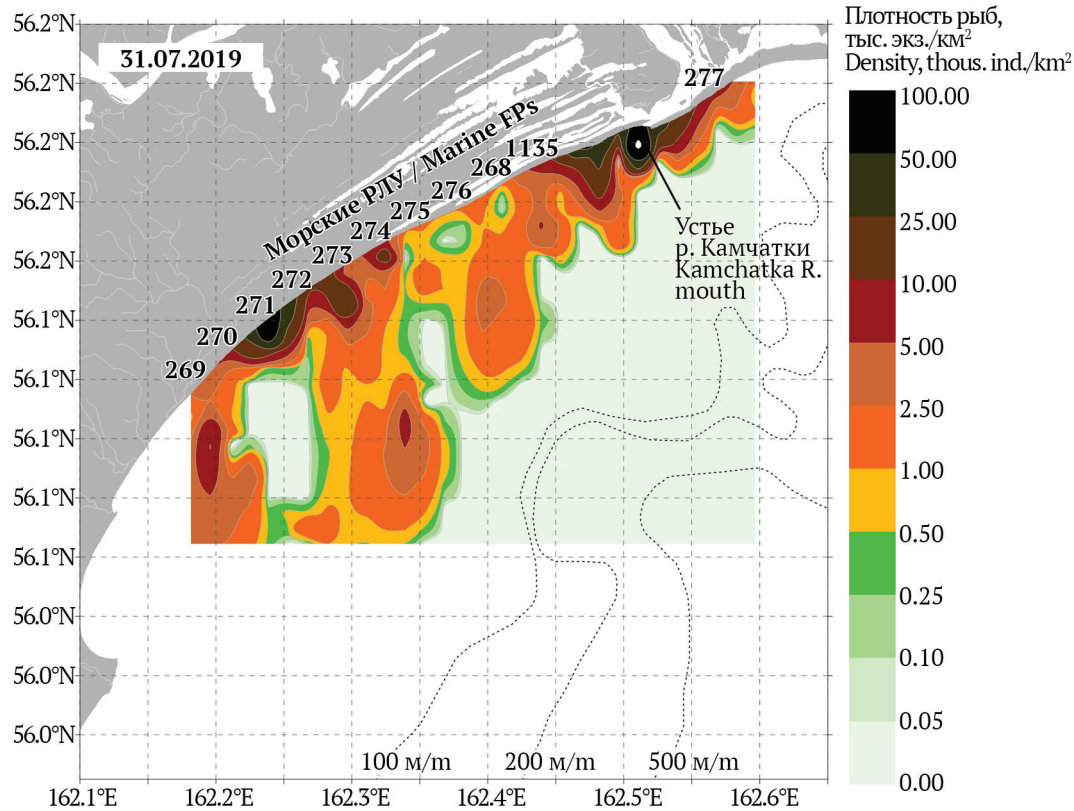 56.2°N
56.2°N
56.2°N
56.2°N
56.2°N
56.1°N
56.1°N
56.1°N
56.1°N
56.1°N
56.0°N
56.0°N
56.0°N
31.07.2019
Морские РЛУ / Marine FPs
277
1135
268
276
275
274
273
272
271
270
269
Устье
р. Камчатки
Kamchatka R.
mouth
100 м/m
200 м/m
500 м/m
162.1°E
162.2°E
162.3°E
162.4°E
162.5°E
162.6°E
Плотность рыб,
тыс. экз./км²
Density, thous. ind./km²
100.00
50.00
25.00
10.00
5.00
2.50
1.00
0.50
0.25
0.10
0.05
0.00